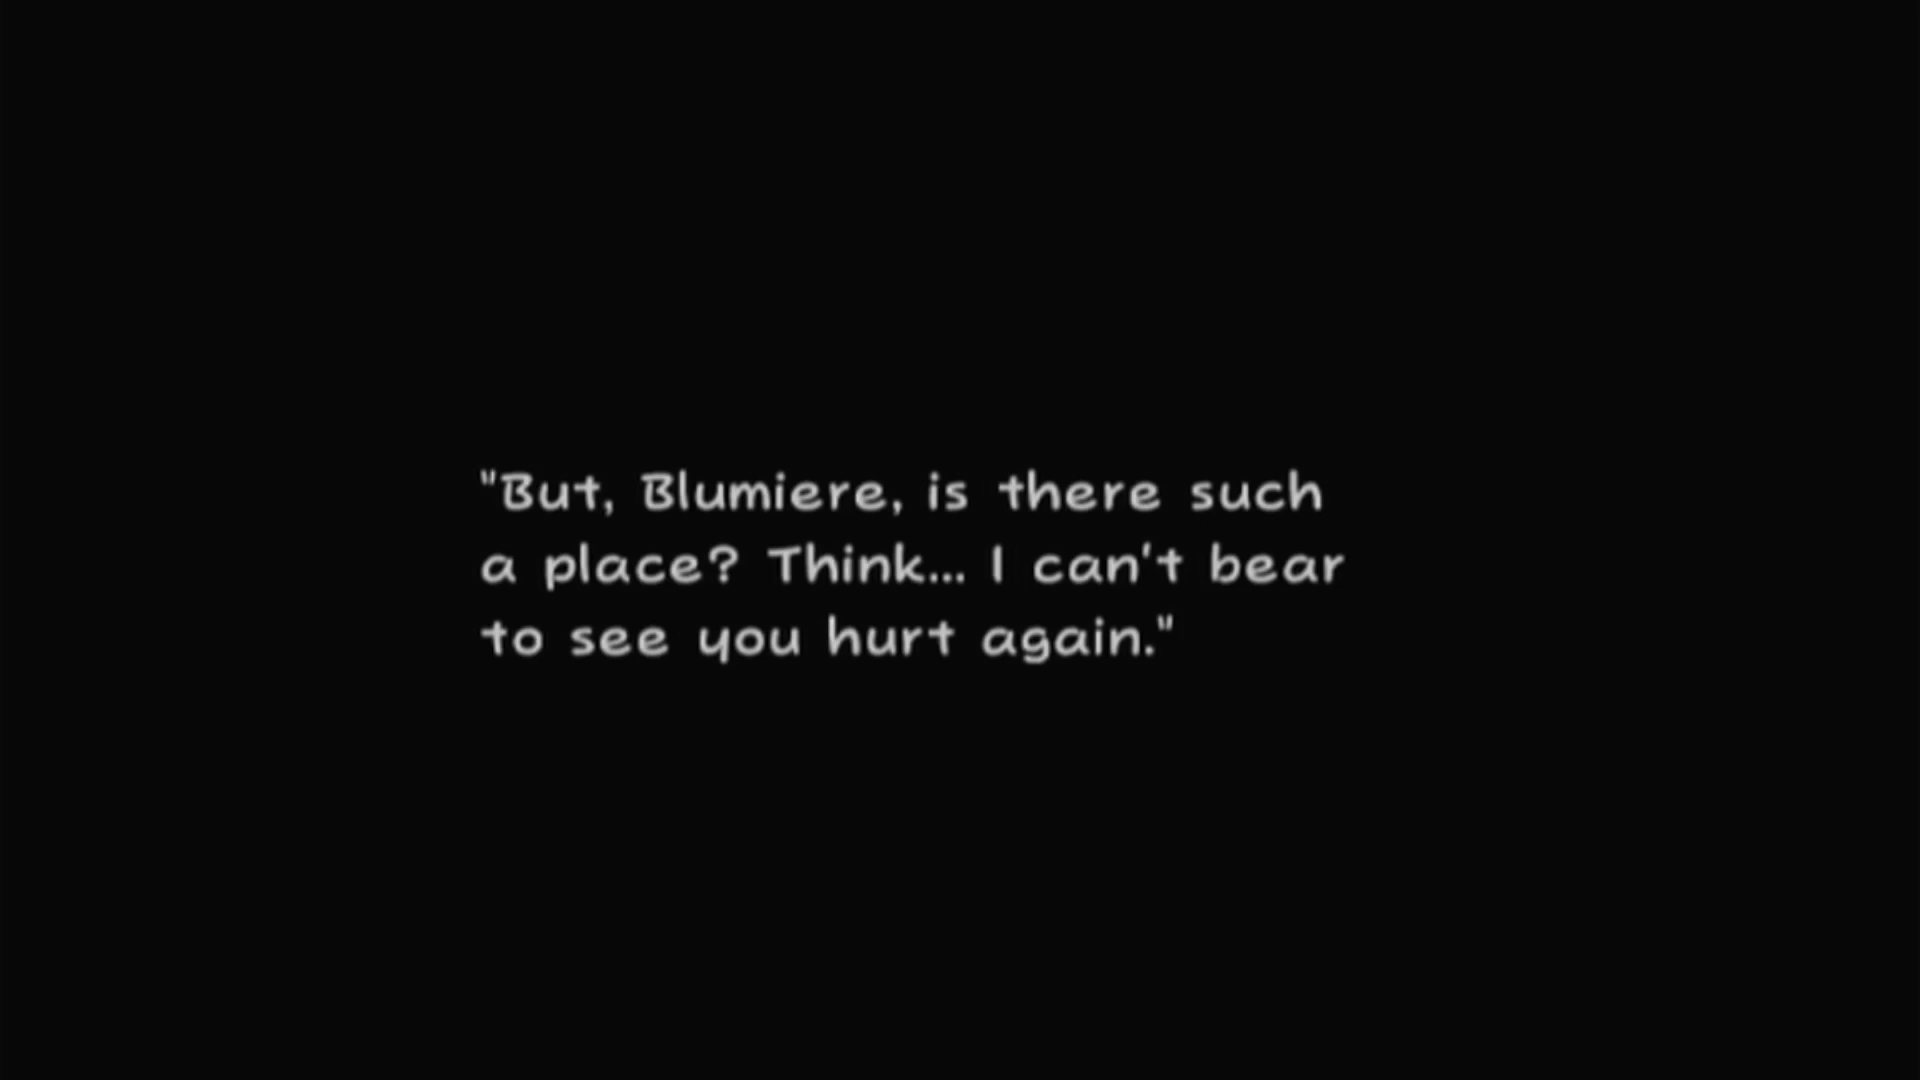 "But, Blumiere, is there such
a place? Think... I can't bear
to see you hurt again."